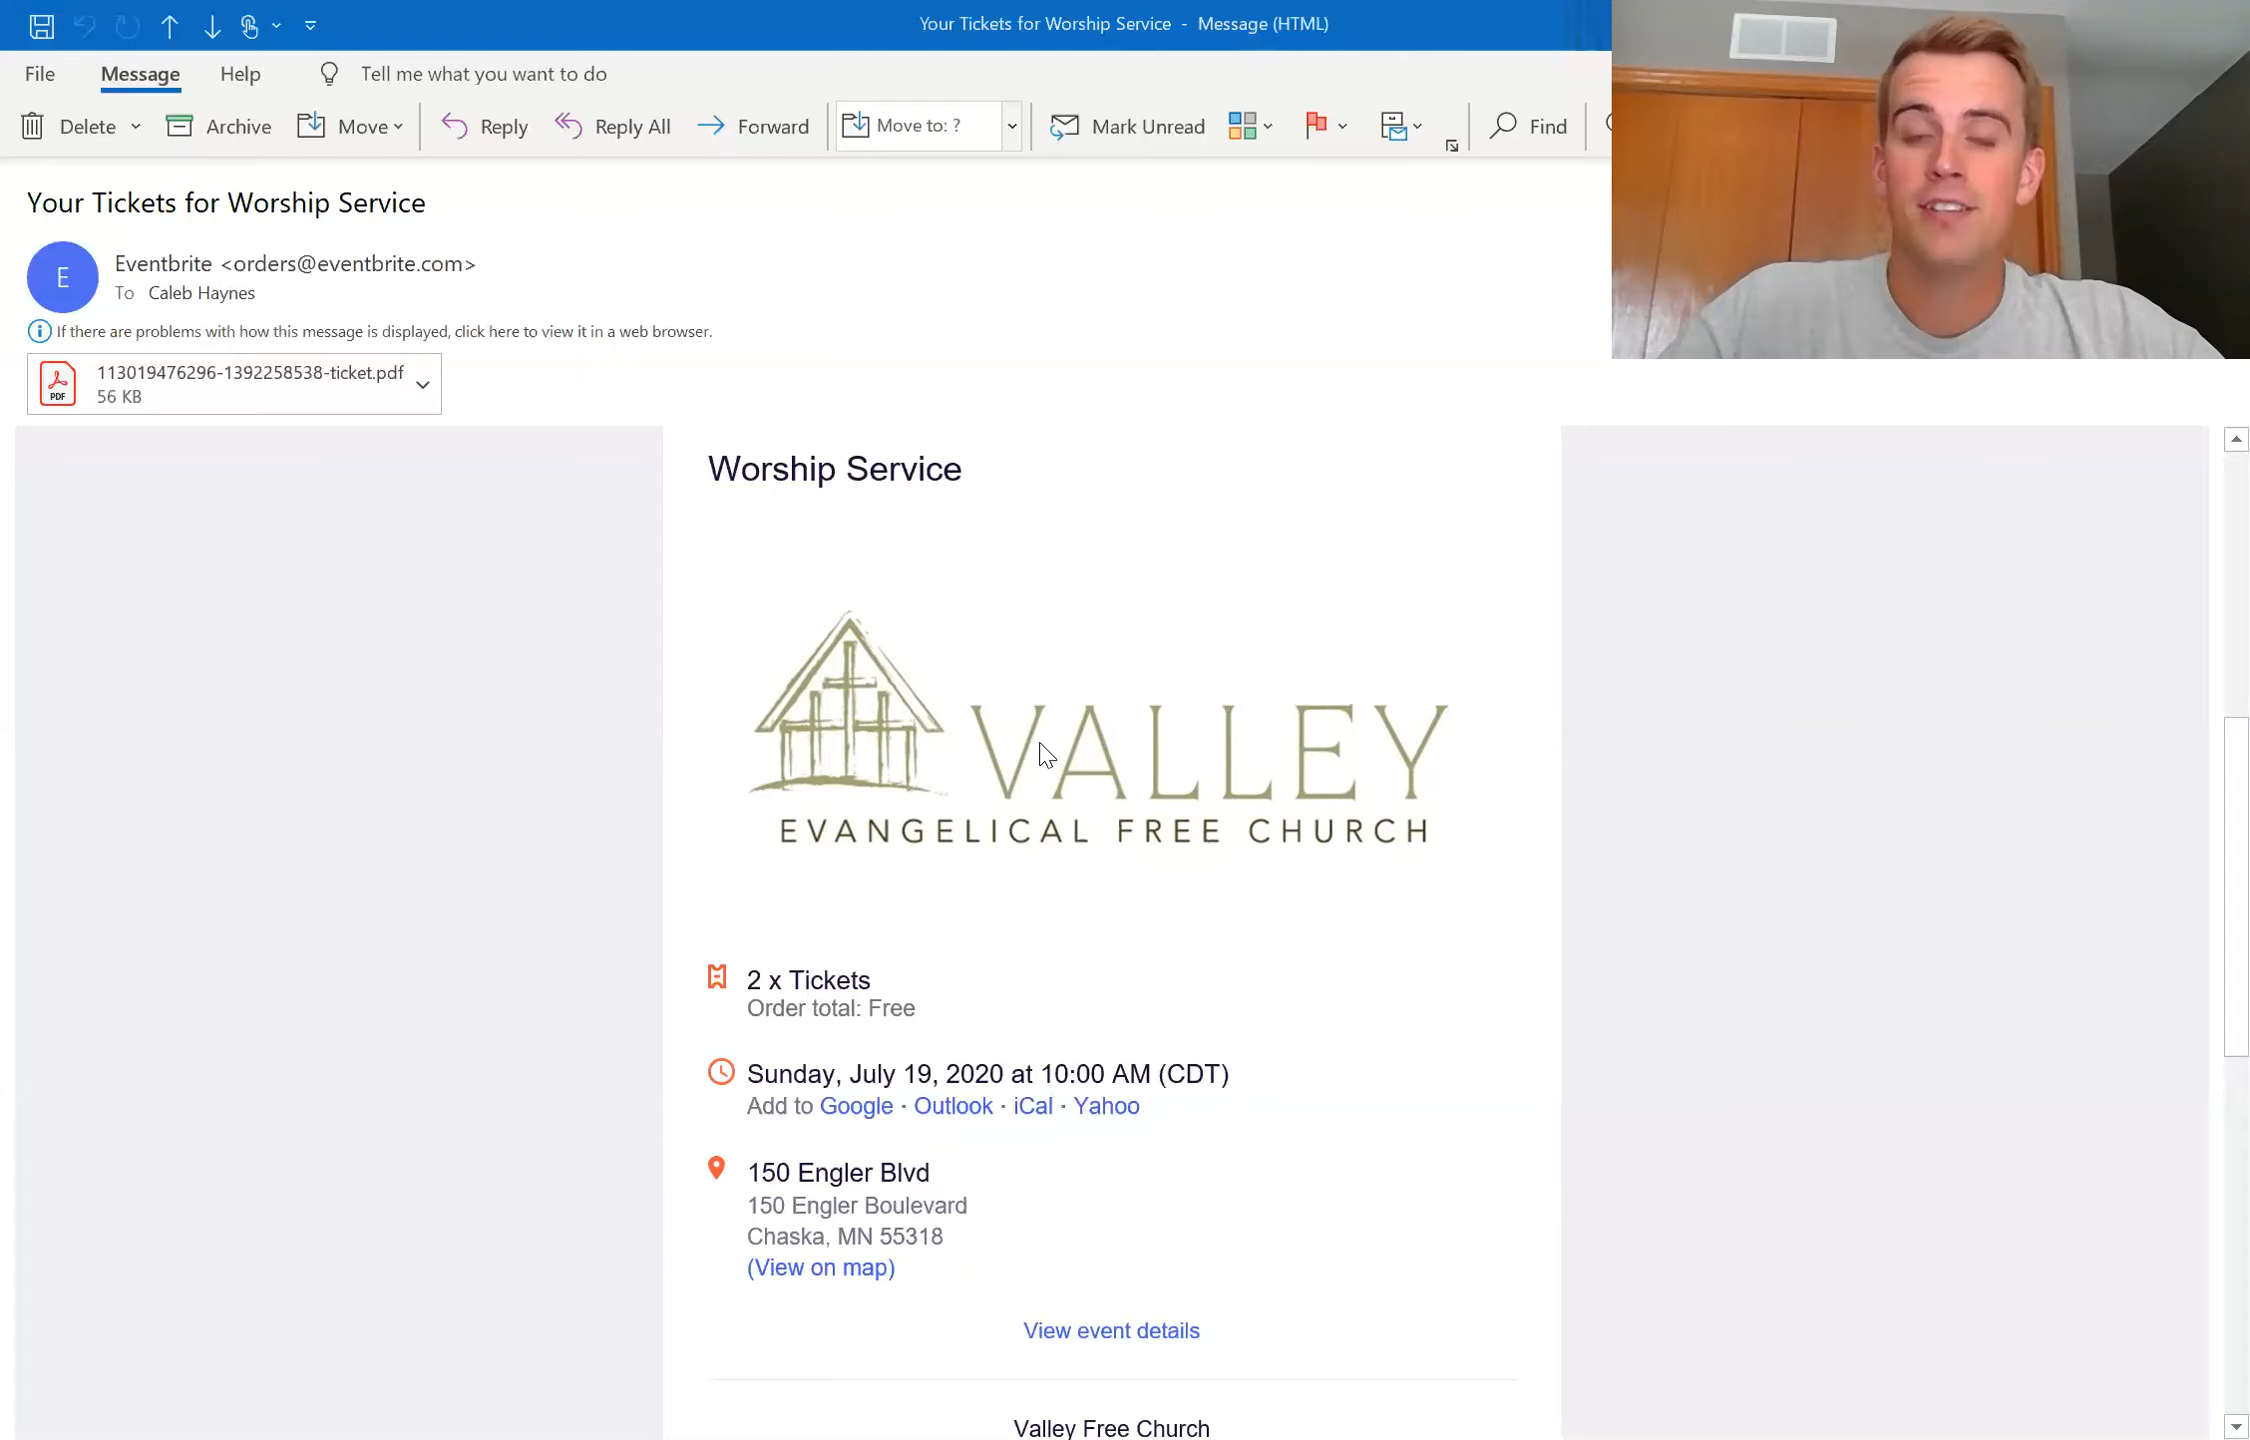 Your Tickets for Worship Service - Message (HTML)
File Message Help Tell me what you want to do
Delete Archive Move Reply Reply All Forward Move to: ? Mark Unread Find
Your Tickets for Worship Service
E
Eventbrite <orders@eventbrite.com>
To Caleb Haynes
If there are problems with how this message is displayed, click here to view it in a web browser.
PDF
113019476296-1392258538-ticket.pdf
56 KB
Worship Service
VALLEY
EVANGELICAL FREE CHURCH
2 x Tickets
Order total: Free
Sunday, July 19, 2020 at 10:00 AM (CDT)
Add to Google · Outlook · iCal · Yahoo
150 Engler Blvd
150 Engler Boulevard
Chaska, MN 55318
(View on map)
View event details
Valley Free Church